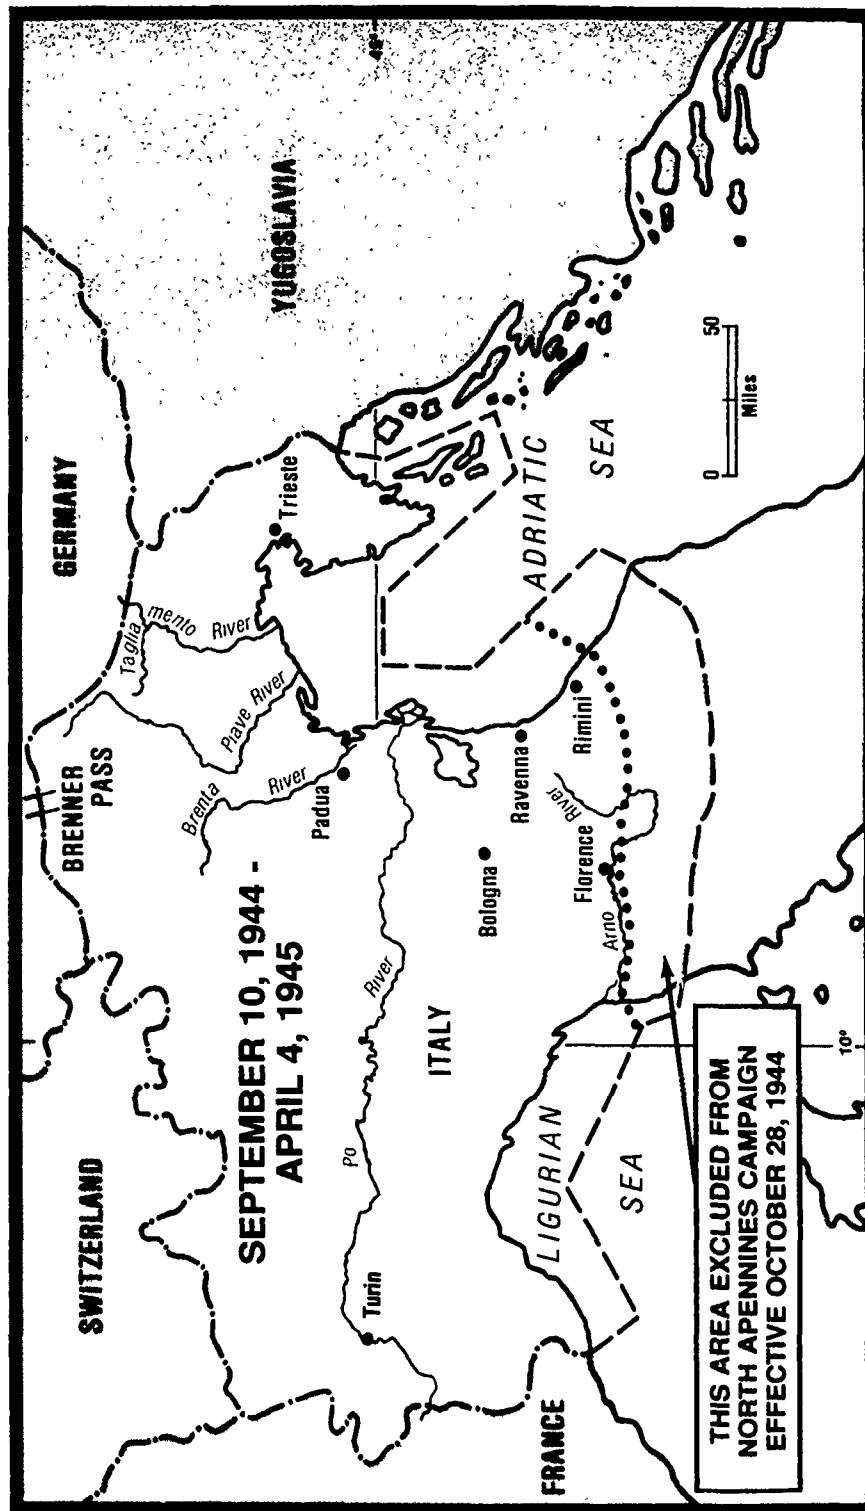 SWITZERLAND
GERMANY
BRENNER
PASS
YUGOSLAVIA
Taglia
mento
River
Piave River
Brenta
River
Trieste
Padua
SEPTEMBER 10, 1944 -
APRIL 4, 1945
Po
River
Turin
ITALY
Bologna
Ravenna
Rimini
Florence
River
Arno
FRANCE
LIGURIAN
SEA
ADRIATIC
SEA
0
50
Miles
10°
THIS AREA EXCLUDED FROM
NORTH APENNINES CAMPAIGN
EFFECTIVE OCTOBER 28, 1944